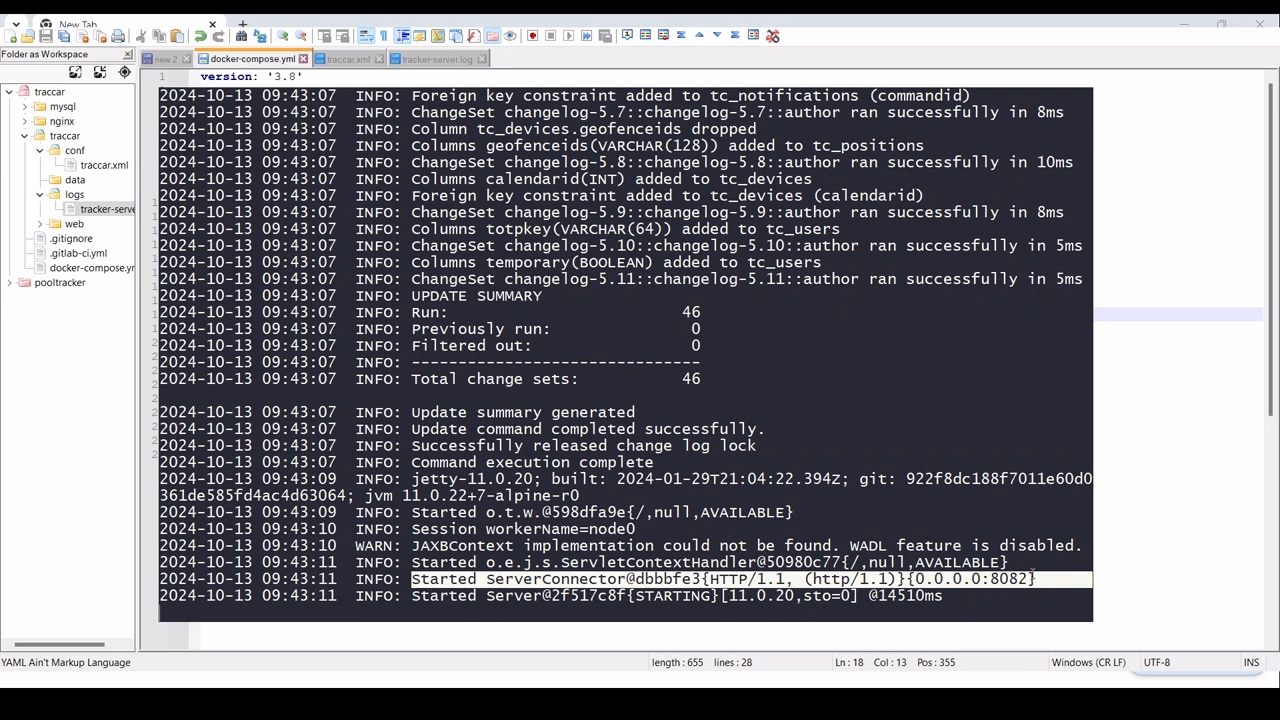 New Tab
Folder as Workspace
new 2
docker-compose.yml
traccar.xml
tracker-server.log
traccar
mysql
nginx
traccar
conf
traccar.xml
data
logs
tracker-serve
web
.gitignore
.gitlab-ci.yml
docker-compose.yr
pooltracker
1 version: '3.8'
2024-10-13 09:43:07 INFO: Foreign key constraint added to tc_notifications (commandid)
2024-10-13 09:43:07 INFO: ChangeSet changelog-5.7::changelog-5.7::author ran successfully in 8ms
2024-10-13 09:43:07 INFO: Column tc_devices.geofenceids dropped
2024-10-13 09:43:07 INFO: Columns geofenceids(VARCHAR(128)) added to tc_positions
2024-10-13 09:43:07 INFO: ChangeSet changelog-5.8::changelog-5.8::author ran successfully in 10ms
2024-10-13 09:43:07 INFO: Columns calendarid(INT) added to tc_devices
2024-10-13 09:43:07 INFO: Foreign key constraint added to tc_devices (calendarid)
2024-10-13 09:43:07 INFO: ChangeSet changelog-5.9::changelog-5.9::author ran successfully in 8ms
2024-10-13 09:43:07 INFO: Columns totpkey(VARCHAR(64)) added to tc_users
2024-10-13 09:43:07 INFO: ChangeSet changelog-5.10::changelog-5.10::author ran successfully in 5ms
2024-10-13 09:43:07 INFO: Columns temporary(BOOLEAN) added to tc_users
2024-10-13 09:43:07 INFO: ChangeSet changelog-5.11::changelog-5.11::author ran successfully in 5ms
2024-10-13 09:43:07 INFO: UPDATE SUMMARY
2024-10-13 09:43:07 INFO: Run: 46
2024-10-13 09:43:07 INFO: Previously run: 0
2024-10-13 09:43:07 INFO: Filtered out: 0
2024-10-13 09:43:07 INFO: -------------------------------
2024-10-13 09:43:07 INFO: Total change sets: 46
2024-10-13 09:43:07 INFO: Update summary generated
2024-10-13 09:43:07 INFO: Update command completed successfully.
2024-10-13 09:43:07 INFO: Successfully released change log lock
2024-10-13 09:43:07 INFO: Command execution complete
2024-10-13 09:43:09 INFO: jetty-11.0.20; built: 2024-01-29T21:04:22.394Z; git: 922f8dc188f7011e60d0
361de585fd4ac4d63064; jvm 11.0.22+7-alpine-r0
2024-10-13 09:43:09 INFO: Started o.t.w.@598dfa9e{/,null,AVAILABLE}
2024-10-13 09:43:10 INFO: Session workerName=node0
2024-10-13 09:43:10 WARN: JAXBContext implementation could not be found. WADL feature is disabled.
2024-10-13 09:43:11 INFO: Started o.e.j.s.ServletContextHandler@50980c77{/,null,AVAILABLE}
2024-10-13 09:43:11 INFO: Started ServerConnector@dbbbfe3{HTTP/1.1, (http/1.1)}{0.0.0.0:8082}
2024-10-13 09:43:11 INFO: Started Server@2f517c8f{STARTING}[11.0.20,sto=0] @14510ms
YAML Ain't Markup Language
length : 655 lines : 28
Ln : 18 Col : 13 Pos : 355
Windows (CR LF)
UTF-8
INS